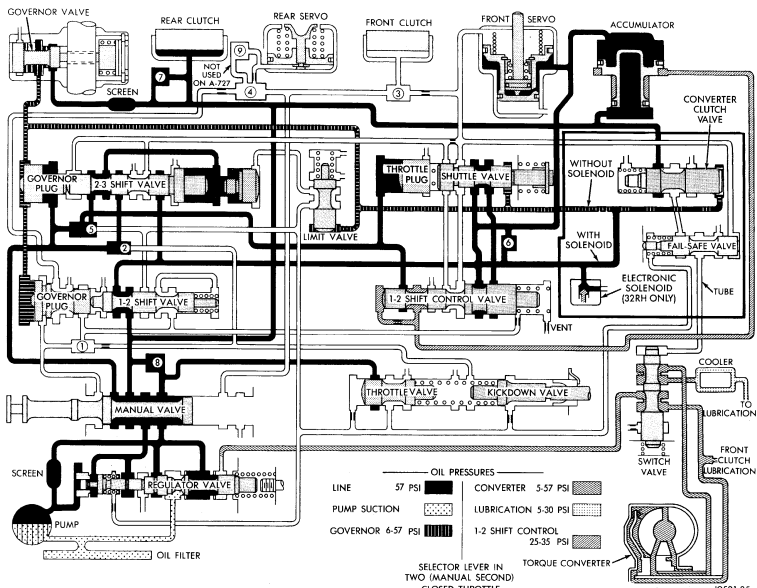 GOVERNOR VALVE
REAR CLUTCH
REAR SERVO
FRONT CLUTCH
FRONT SERVO
ACCUMULATOR
9
NOT
USED
ON A-727
7
SCREEN
4
3
CONVERTER
CLUTCH
VALVE
GOVERNOR
PLUG
2-3 SHIFT VALVE
THROTTLE
PLUG
SHUTTLE VALVE
WITHOUT
SOLENOID
5
LIMIT VALVE
2
6
WITH
SOLENOID
FAIL-SAFE VALVE
GOVERNOR
PLUG
1-2 SHIFT VALVE
1-2 SHIFT CONTROL VALVE
ELECTRONIC
SOLENOID
(32RH ONLY)
TUBE
VENT
1
8
COOLER
MANUAL VALVE
THROTTLE VALVE
KICKDOWN VALVE
TO
LUBRICATION
SCREEN
REGULATOR VALVE
SWITCH
VALVE
FRONT
CLUTCH
LUBRICATION
OIL PRESSURES
LINE 57 PSI
CONVERTER 5-57 PSI
PUMP SUCTION
LUBRICATION 5-30 PSI
GOVERNOR 6-57 PSI
1-2 SHIFT CONTROL
25-35 PSI
PUMP
OIL FILTER
SELECTOR LEVER IN
TWO (MANUAL SECOND)
CLOSED THROTTLE
TORQUE CONVERTER